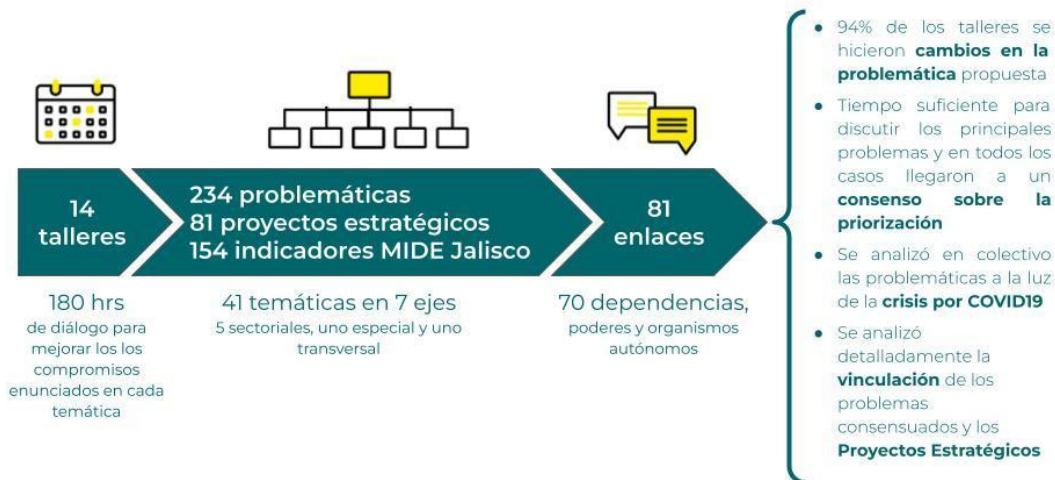 14
talleres
234 problemáticas
81 proyectos estratégicos
154 indicadores MIDE Jalisco
81
enlaces
180 hrs
de diálogo para
mejorar los los
compromisos
enunciados en cada
temática
41 temáticas en 7 ejes
5 sectoriales, uno especial y uno
transversal
70 dependencias,
poderes y organismos
autónomos
● 94% de los talleres se
hicieron cambios en la
problemática propuesta
● Tiempo suficiente para
discutir los principales
problemas y en todos los
casos llegaron a un
consenso sobre la
priorización
● Se analizó en colectivo
las problemáticas a la luz
de la crisis por COVID19
● Se analizó
detalladamente la
vinculación de los
problemas
consensuados y los
Proyectos Estratégicos